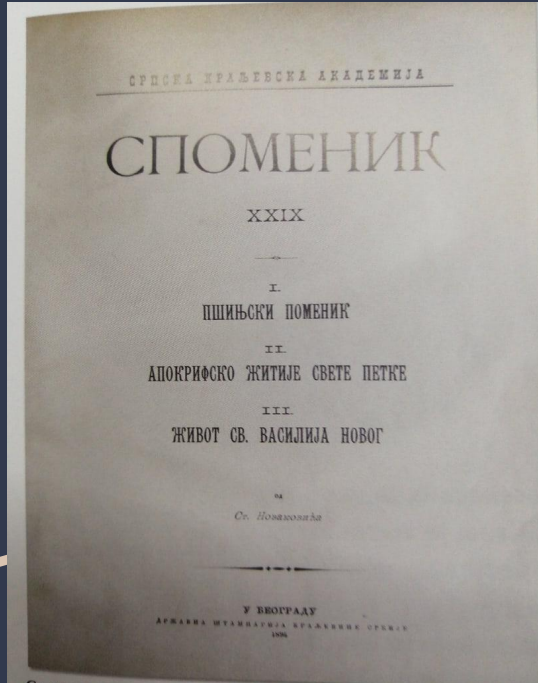 СРПСКА КРАЉЕВСКА АКАДЕМИЈА
СПОМЕНИК
XXIX
I.
ПШИЊСКИ ПОМЕНИК
II.
АПОКРИФСКО ЖИТИЈЕ СВЕТЕ ПЕТКЕ
III.
ЖИВОТ СВ. ВАСИЛИЈА НОВОГ
од
Ст. Новаковића
У БЕОГРАДУ
ДРЖАВНА ШТАМПАРИЈА КРАЉЕВИНЕ СРБИЈЕ